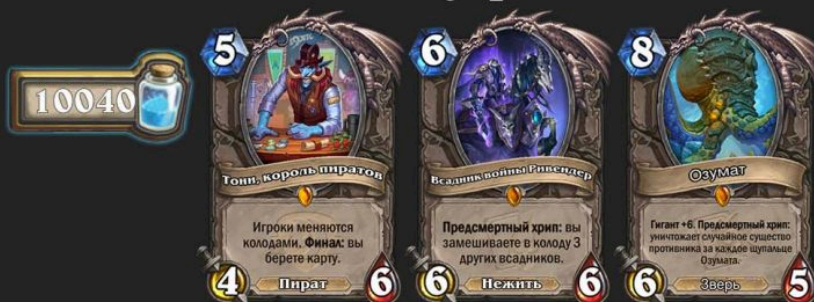 10040
5
Тони, король пиратов
Игроки меняются
колодами. Финал: вы
берете карту.
4
Пират
6
6
Всадник войны Ривендер
Предсмертный хрип: вы
замешиваете в колоду 3
других всадников.
6
Нежить
6
8
Озумат
Гигант +6. Предсмертный хрип:
уничтожает случайное существо
противника за каждое щупальце
Озумата.
6
Зверь
5